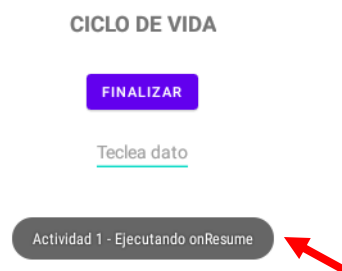 CICLO DE VIDA
FINALIZAR
Teclea dato
Actividad 1 - Ejecutando onResume